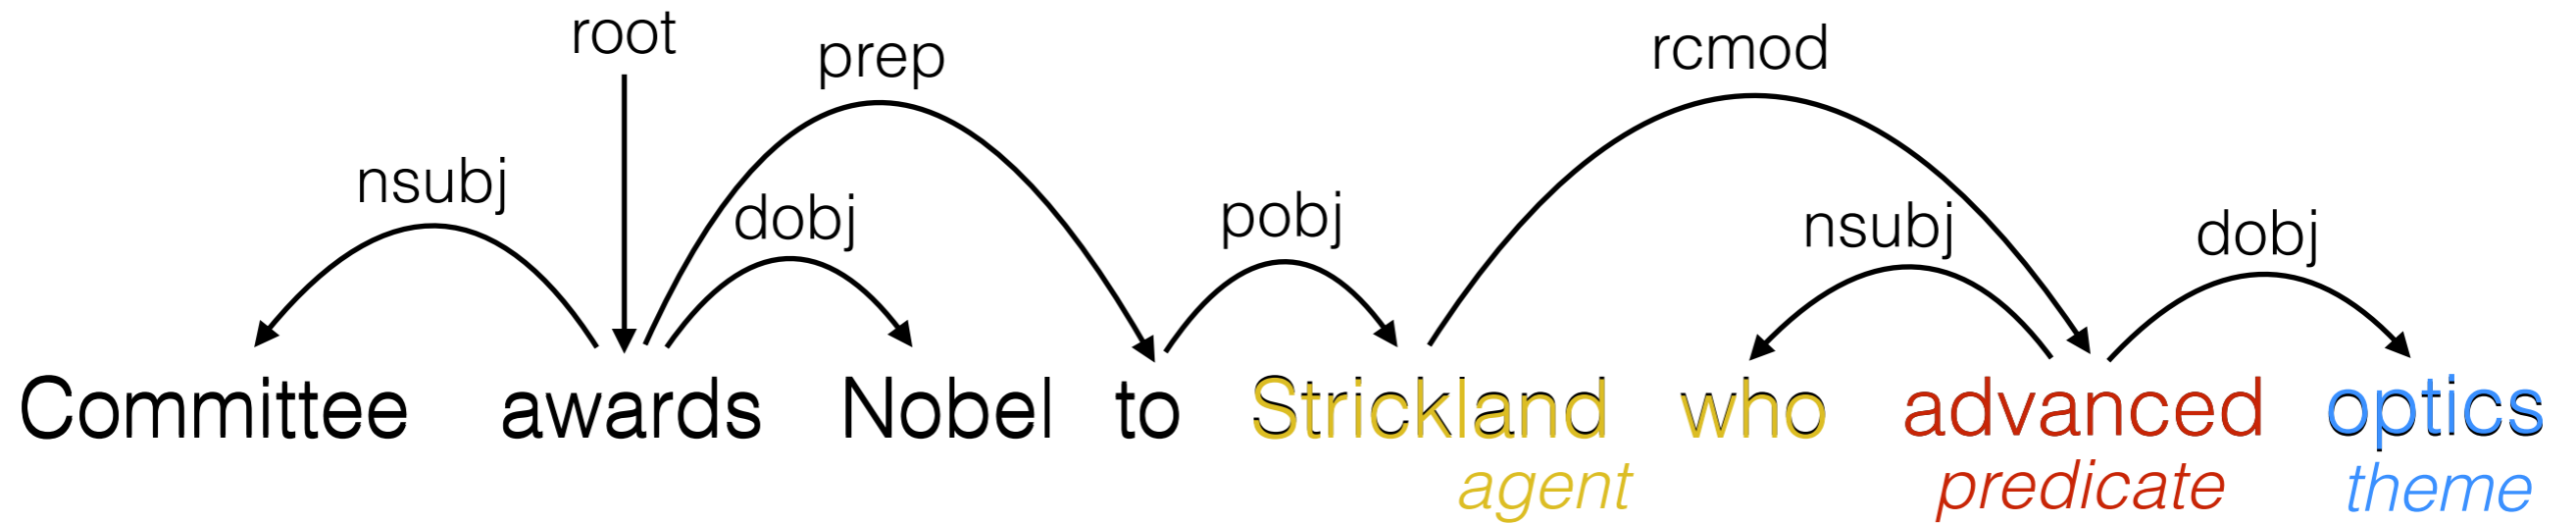 root
prep
rcmod
nsubj
dobj
pobj
nsubj
dobj
Committee awards Nobel to Strickland who advanced optics
agent predicate theme